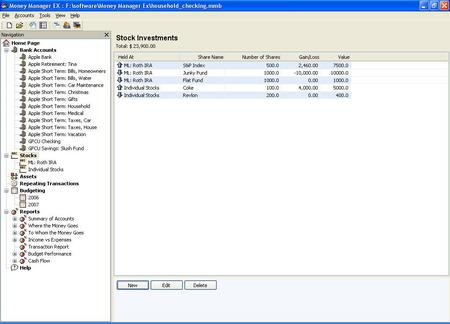 Money Manager EX : F:\software\Money Manager Ex\household_checking.mmb
Accounts Tools View Help
Navigation
Home Page
Bank Accounts
Apple Bank
Apple Retirement: Tina
Apple Short Term: Bills, Homeowners
Apple Short Term: Bills, Water
Apple Short Term: Car Maintenance
Apple Short Term: Christmas
Apple Short Term: Gifts
Apple Short Term: Household
Apple Short Term: Medical
Apple Short Term: Taxes, Car
Apple Short Term: Taxes, House
Apple Short Term: Vacation
GFCU Checking
GFCU Savings: Slush Fund
Stocks
ML: Roth IRA
Individual Stocks
Assets
Repeating Transactions
Budgeting
2006
2007
Reports
Summary of Accounts
Where the Money Goes
To Whom the Money Goes
Income vs Expenses
Transaction Report
Budget Performance
Cash Flow
Help
Stock Investments
Total: $ 23,900.00
Held At Share Name Number of Shares Gain/Loss Value
ML: Roth IRA S&P Index 500.0 2,460.00 7500.0
ML: Roth IRA Junky Fund 1000.0 -10,000.00 10000.0
ML: Roth IRA Flat Fund 1000.0 0.00 1000.0
Individual Stocks Coke 100.0 4,000.00 5000.0
Individual Stocks Revlon 200.0 0.00 400.0
New Edit Delete